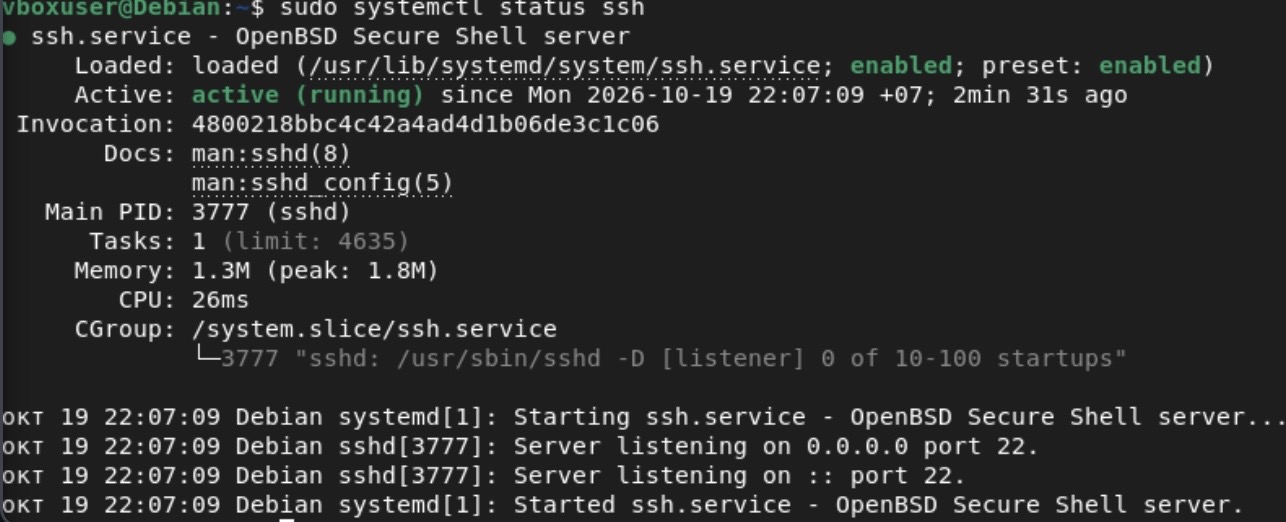 vboxuser@Debian:~$ sudo systemctl status ssh
● ssh.service - OpenBSD Secure Shell server
     Loaded: loaded (/usr/lib/systemd/system/ssh.service; enabled; preset: enabled)
     Active: active (running) since Mon 2026-10-19 22:07:09 +07; 2min 31s ago
 Invocation: 4800218bbc4c42a4ad4d1b06de3c1c06
       Docs: man:sshd(8)
             man:sshd_config(5)
   Main PID: 3777 (sshd)
      Tasks: 1 (limit: 4635)
     Memory: 1.3M (peak: 1.8M)
        CPU: 26ms
     CGroup: /system.slice/ssh.service
             └─3777 "sshd: /usr/sbin/sshd -D [listener] 0 of 10-100 startups"
окт 19 22:07:09 Debian systemd[1]: Starting ssh.service - OpenBSD Secure Shell server...
окт 19 22:07:09 Debian sshd[3777]: Server listening on 0.0.0.0 port 22.
окт 19 22:07:09 Debian sshd[3777]: Server listening on :: port 22.
окт 19 22:07:09 Debian systemd[1]: Started ssh.service - OpenBSD Secure Shell server.